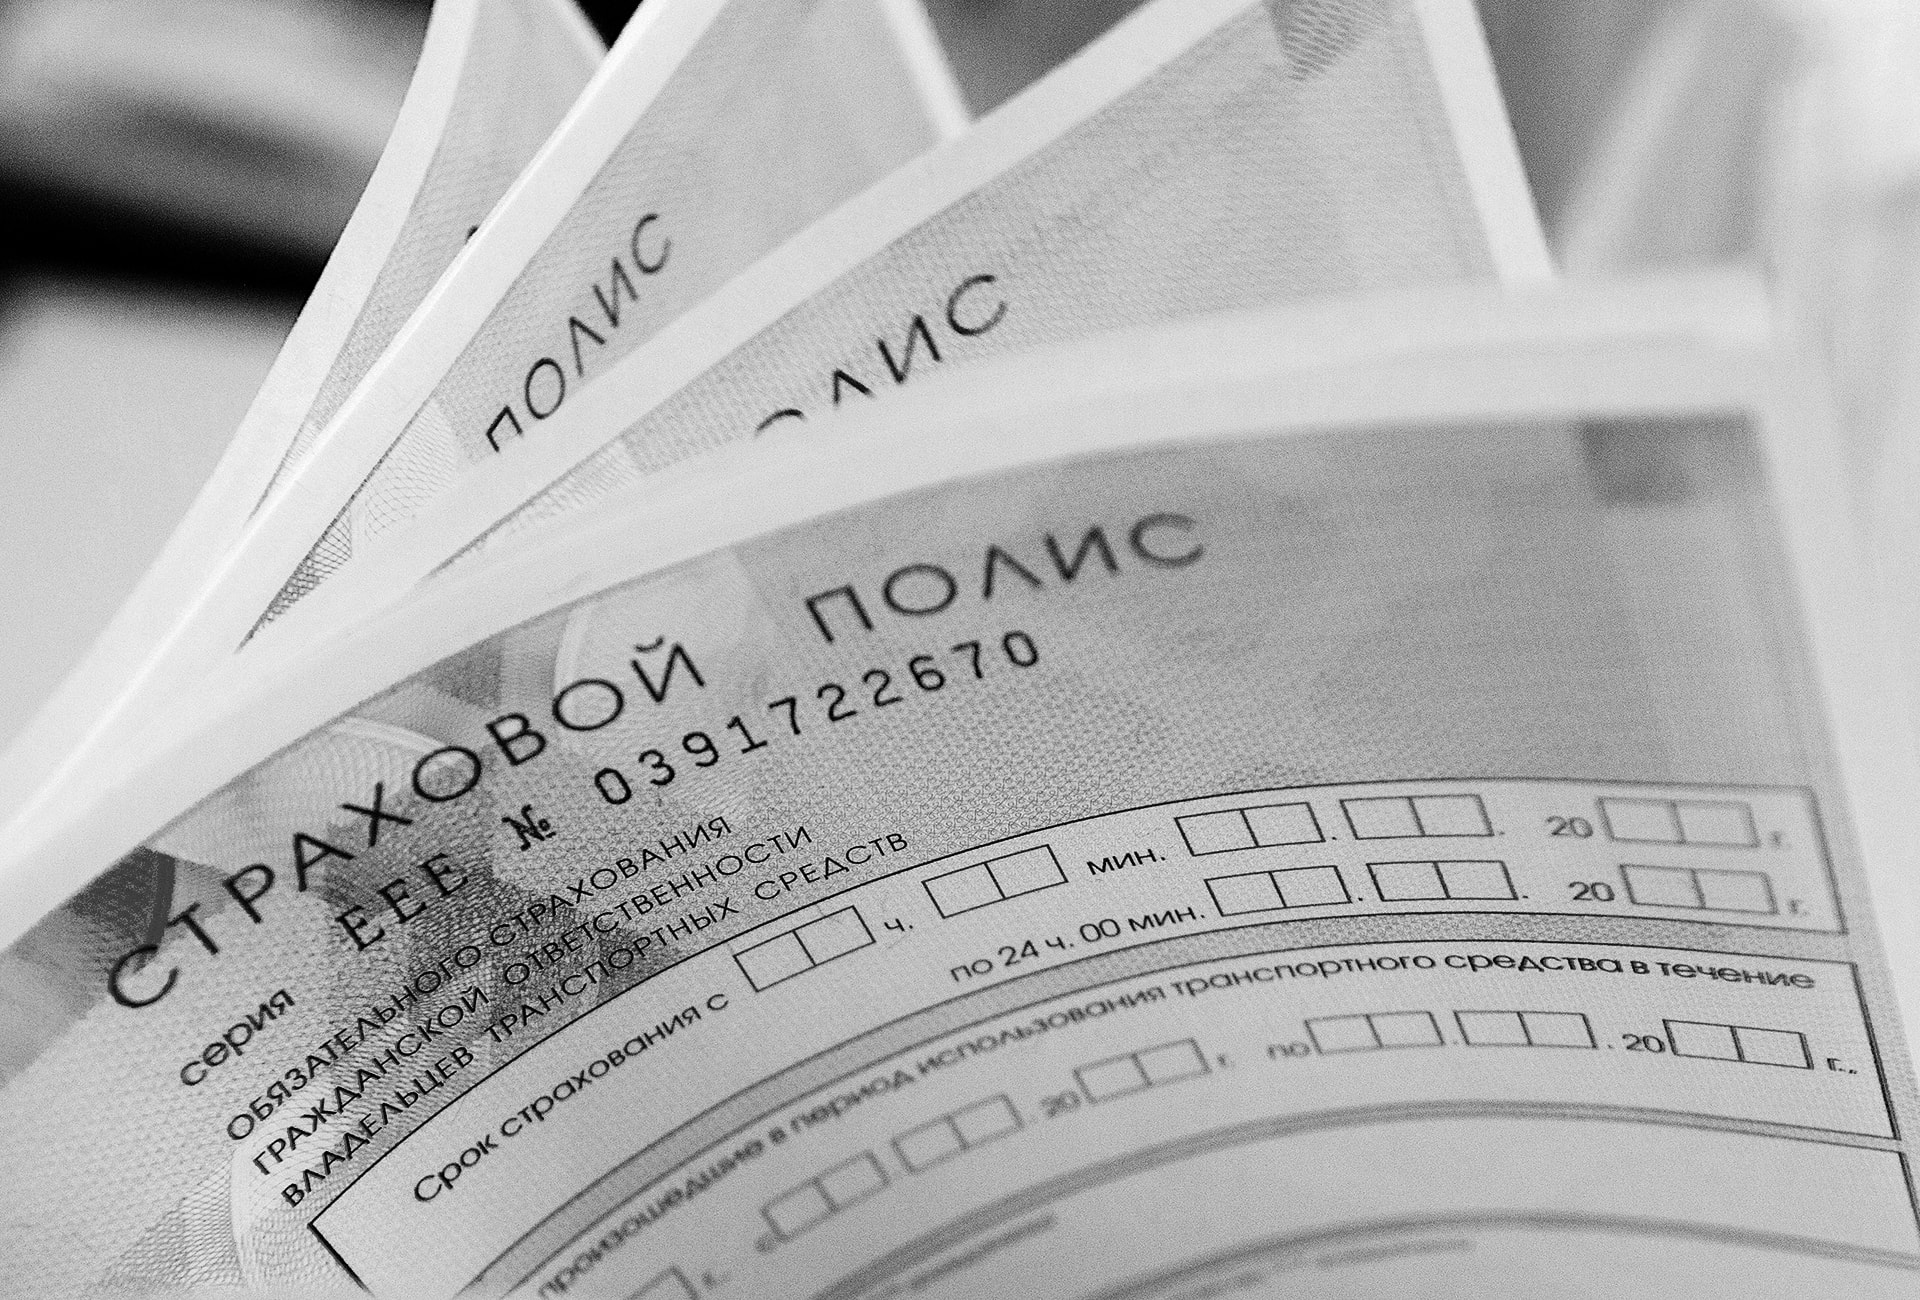 ПОЛИС
ОЛИС
СТРАХОВОЙ ПОЛИС
серия ЕЕЕ № 0391722670
ОБЯЗАТЕЛЬНОГО СТРАХОВАНИЯ
ГРАЖДАНСКОЙ ОТВЕТСТВЕННОСТИ
ВЛАДЕЛЬЦЕВ ТРАНСПОРТНЫХ СРЕДСТВ
Срок страхования с ч. мин. . . 20 г.
по 24 ч. 00 мин. . . 20 г.
произошедшие в период использования транспортного средства в течение
с . 20 г. по . . 20 г.,
г.,